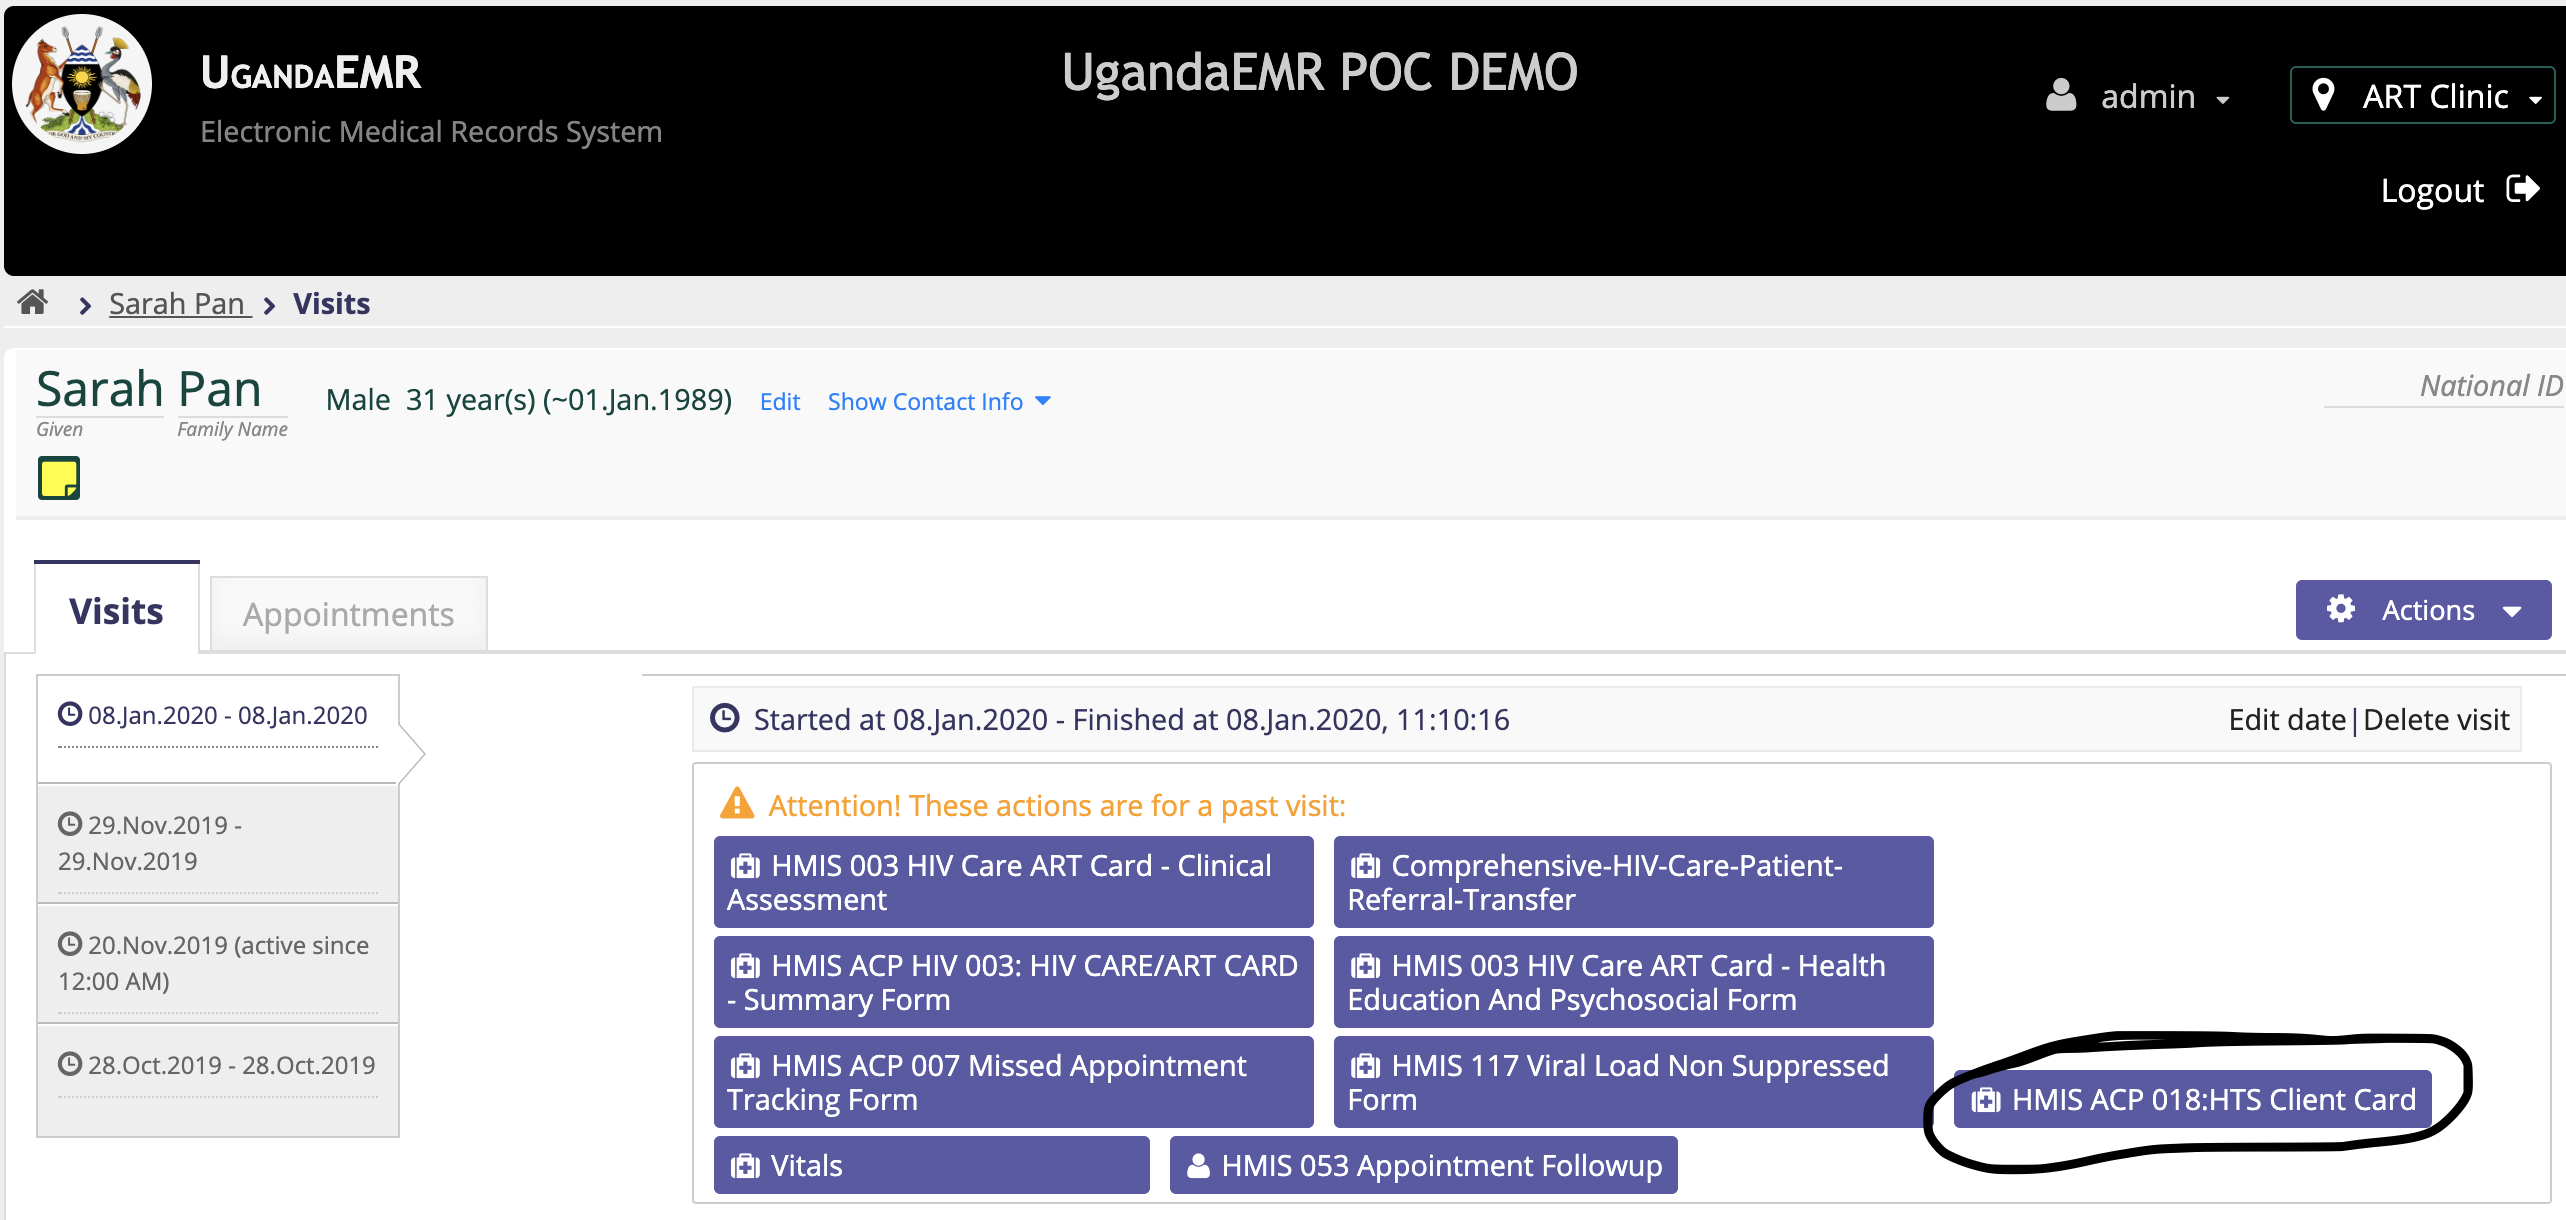 UGANDAEMR
Electronic Medical Records System
UgandaEMR POC DEMO
admin
ART Clinic
Logout
Sarah Pan
Visits
Sarah Pan
Given
Family Name
Male 31 year(s) (~01.Jan.1989)
Edit
Show Contact Info
National ID
Visits
Appointments
Actions
08.Jan.2020 - 08.Jan.2020
29.Nov.2019 -
29.Nov.2019
20.Nov.2019 (active since
12:00 AM)
28.Oct.2019 - 28.Oct.2019
Started at 08.Jan.2020 - Finished at 08.Jan.2020, 11:10:16
Edit date|Delete visit
Attention! These actions are for a past visit:
HMIS 003 HIV Care ART Card - Clinical
Assessment
Comprehensive-HIV-Care-Patient-
Referral-Transfer
HMIS ACP HIV 003: HIV CARE/ART CARD
- Summary Form
HMIS 003 HIV Care ART Card - Health
Education And Psychosocial Form
HMIS ACP 007 Missed Appointment
Tracking Form
HMIS 117 Viral Load Non Suppressed
Form
HMIS ACP 018:HTS Client Card
Vitals
HMIS 053 Appointment Followup